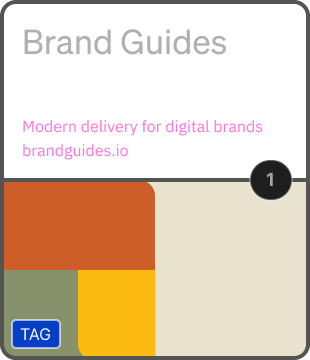 Brand Guides
Modern delivery for digital brands
brandguides.io
1
TAG